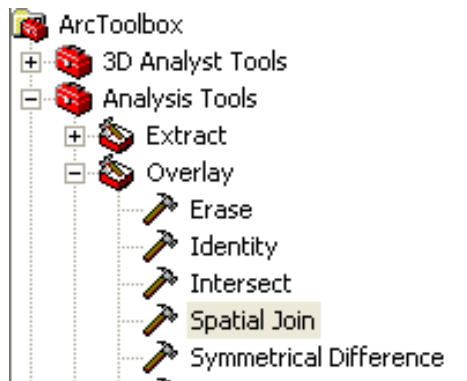 ArcToolbox
3D Analyst Tools
Analysis Tools
Extract
Overlay
Erase
Identity
Intersect
Spatial Join
Symmetrical Difference